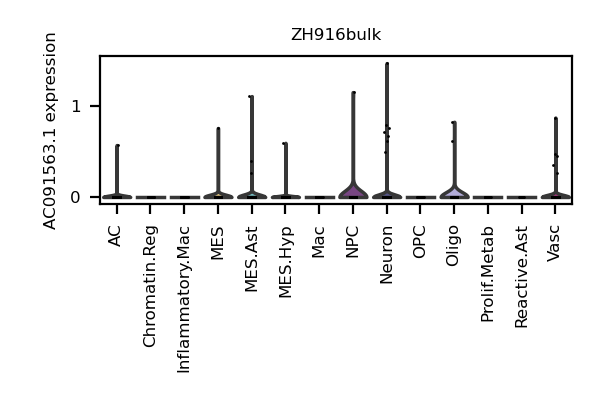 ZH916bulk
AC091563.1 expression
1
0
AC
Chromatin.Reg
Inflammatory.Mac
MES
MES.Ast
MES.Hyp
Mac
NPC
Neuron
OPC
Oligo
Prolif.Metab
Reactive.Ast
Vasc